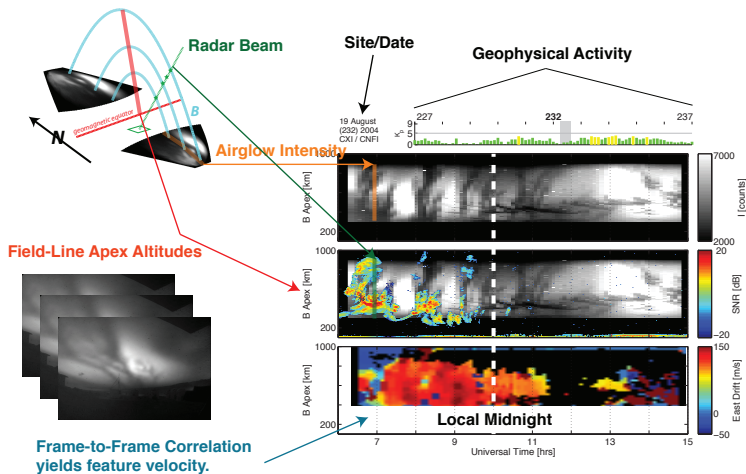 Site/Date
Geophysical Activity
Radar Beam
geomagnetic equator
B
N
Airglow Intensity
19 August
(232) 2004
CXI / CNFI
227
232
237
9
5
0
Kp
1000
B Apex [km]
200
7000
I [counts]
2000
Field-Line Apex Altitudes
1000
B Apex [km]
200
20
SNR [dB]
−20
1000
B Apex [km]
200
150
East Drift [m/s]
−50
Local Midnight
7
9
11
13
15
Universal Time [hrs]
Frame-to-Frame Correlation
yields feature velocity.